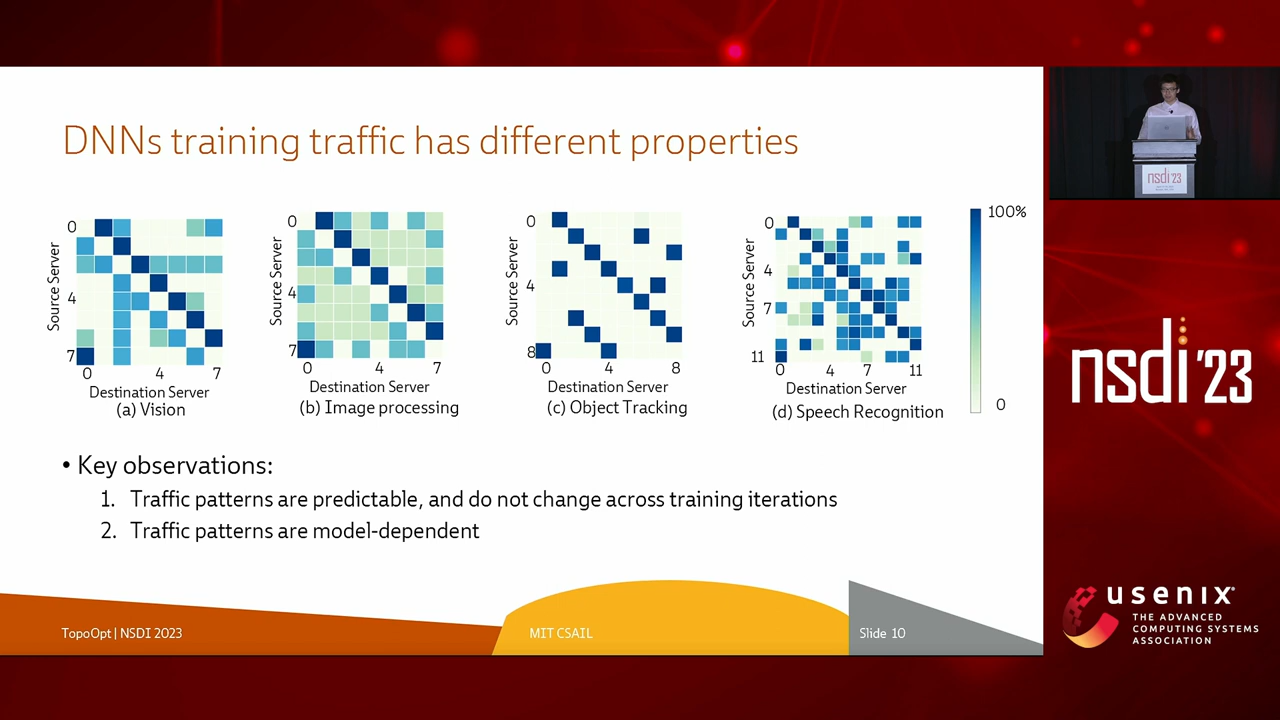 DNNs training traffic has different properties
0
4
7
Source Server
0 4 7
Destination Server
(a) Vision
0
4
7
Source Server
0 4 7
Destination Server
(b) Image processing
0
4
8
Source Server
0 4 8
Destination Server
(c) Object Tracking
0
4
7
11
Source Server
0 4 7 11
Destination Server
(d) Speech Recognition
100%
0
• Key observations:
1. Traffic patterns are predictable, and do not change across training iterations
2. Traffic patterns are model-dependent
TopoOpt | NSDI 2023
MIT CSAIL
Slide 10
nsdi '23
nsdi '23
usenix®
THE ADVANCED
COMPUTING SYSTEMS
ASSOCIATION